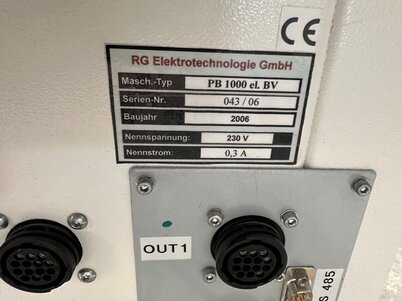 CE
RG Elektrotechnologie GmbH
Masch.-Typ PB 1000 el. BV
Serien-Nr. 043 / 06
Baujahr 2006
Nennspannung: 230 V
Nennstrom: 0,3 A
OUT 1
S 485